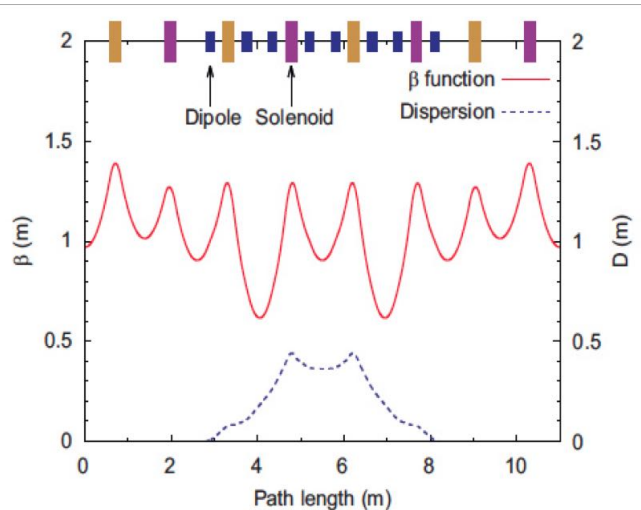 2 2
β function
Dispersion
Dipole Solenoid
1.5 1.5
β (m) 1 1 D (m)
0.5 0.5
0 0
0 2 4 6 8 10
Path length (m)